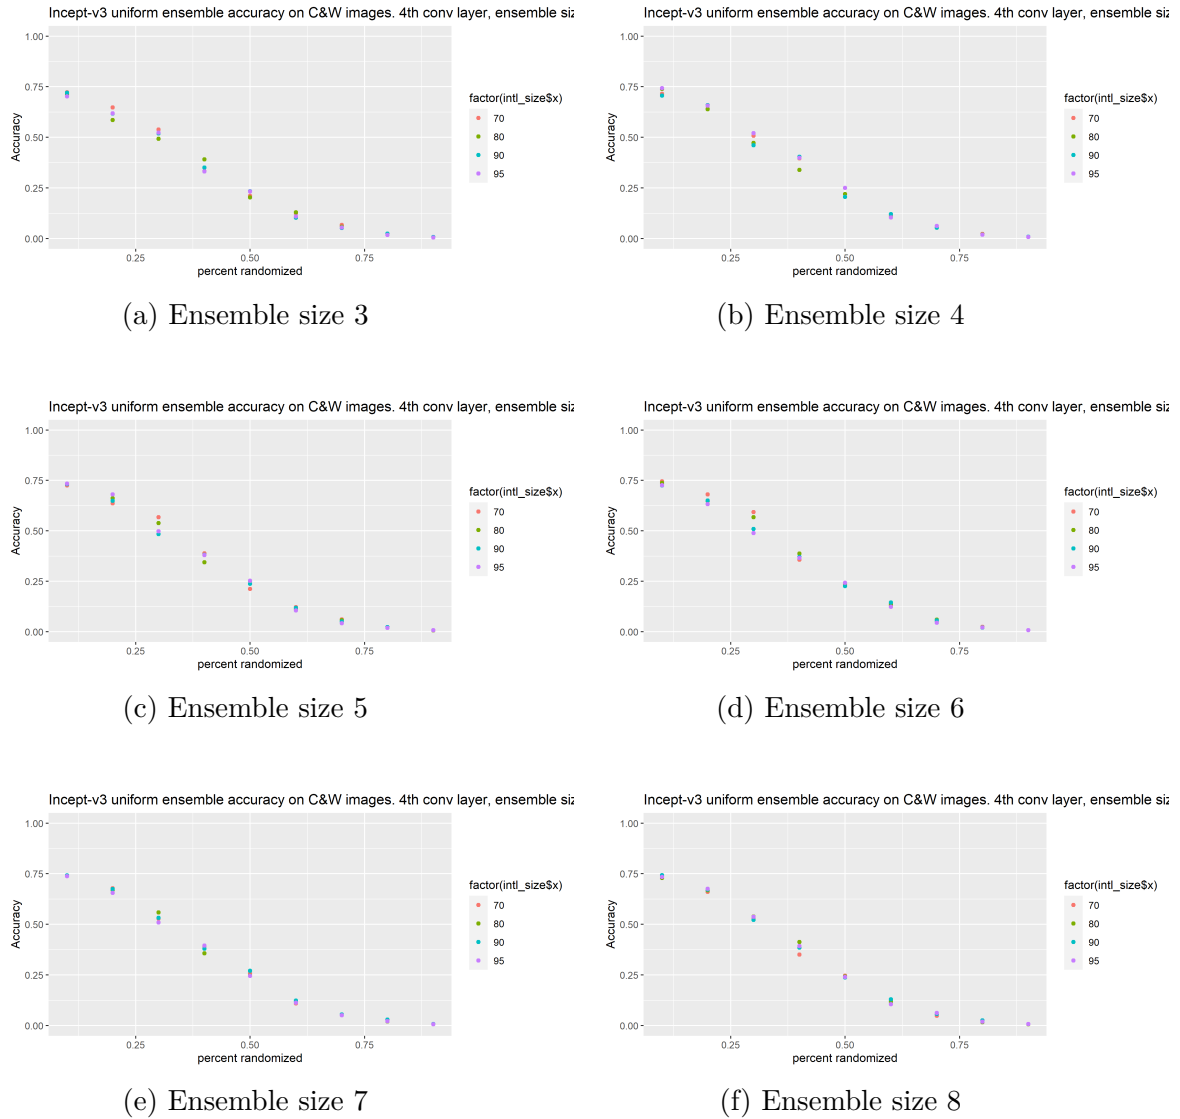 Incept-v3 uniform ensemble accuracy on C&W images. 4th conv layer, ensemble siz
1.00
0.75
0.50
0.25
0.00
Accuracy
0.25 0.50 0.75
percent randomized
factor(intl_size$x)
70
80
90
95
(a) Ensemble size 3
Incept-v3 uniform ensemble accuracy on C&W images. 4th conv layer, ensemble siz
1.00
0.75
0.50
0.25
0.00
Accuracy
0.25 0.50 0.75
percent randomized
factor(intl_size$x)
70
80
90
95
(b) Ensemble size 4
Incept-v3 uniform ensemble accuracy on C&W images. 4th conv layer, ensemble siz
1.00
0.75
0.50
0.25
0.00
Accuracy
0.25 0.50 0.75
percent randomized
factor(intl_size$x)
70
80
90
95
(c) Ensemble size 5
Incept-v3 uniform ensemble accuracy on C&W images. 4th conv layer, ensemble siz
1.00
0.75
0.50
0.25
0.00
Accuracy
0.25 0.50 0.75
percent randomized
factor(intl_size$x)
70
80
90
95
(d) Ensemble size 6
Incept-v3 uniform ensemble accuracy on C&W images. 4th conv layer, ensemble siz
1.00
0.75
0.50
0.25
0.00
Accuracy
0.25 0.50 0.75
percent randomized
factor(intl_size$x)
70
80
90
95
(e) Ensemble size 7
Incept-v3 uniform ensemble accuracy on C&W images. 4th conv layer, ensemble siz
1.00
0.75
0.50
0.25
0.00
Accuracy
0.25 0.50 0.75
percent randomized
factor(intl_size$x)
70
80
90
95
(f) Ensemble size 8